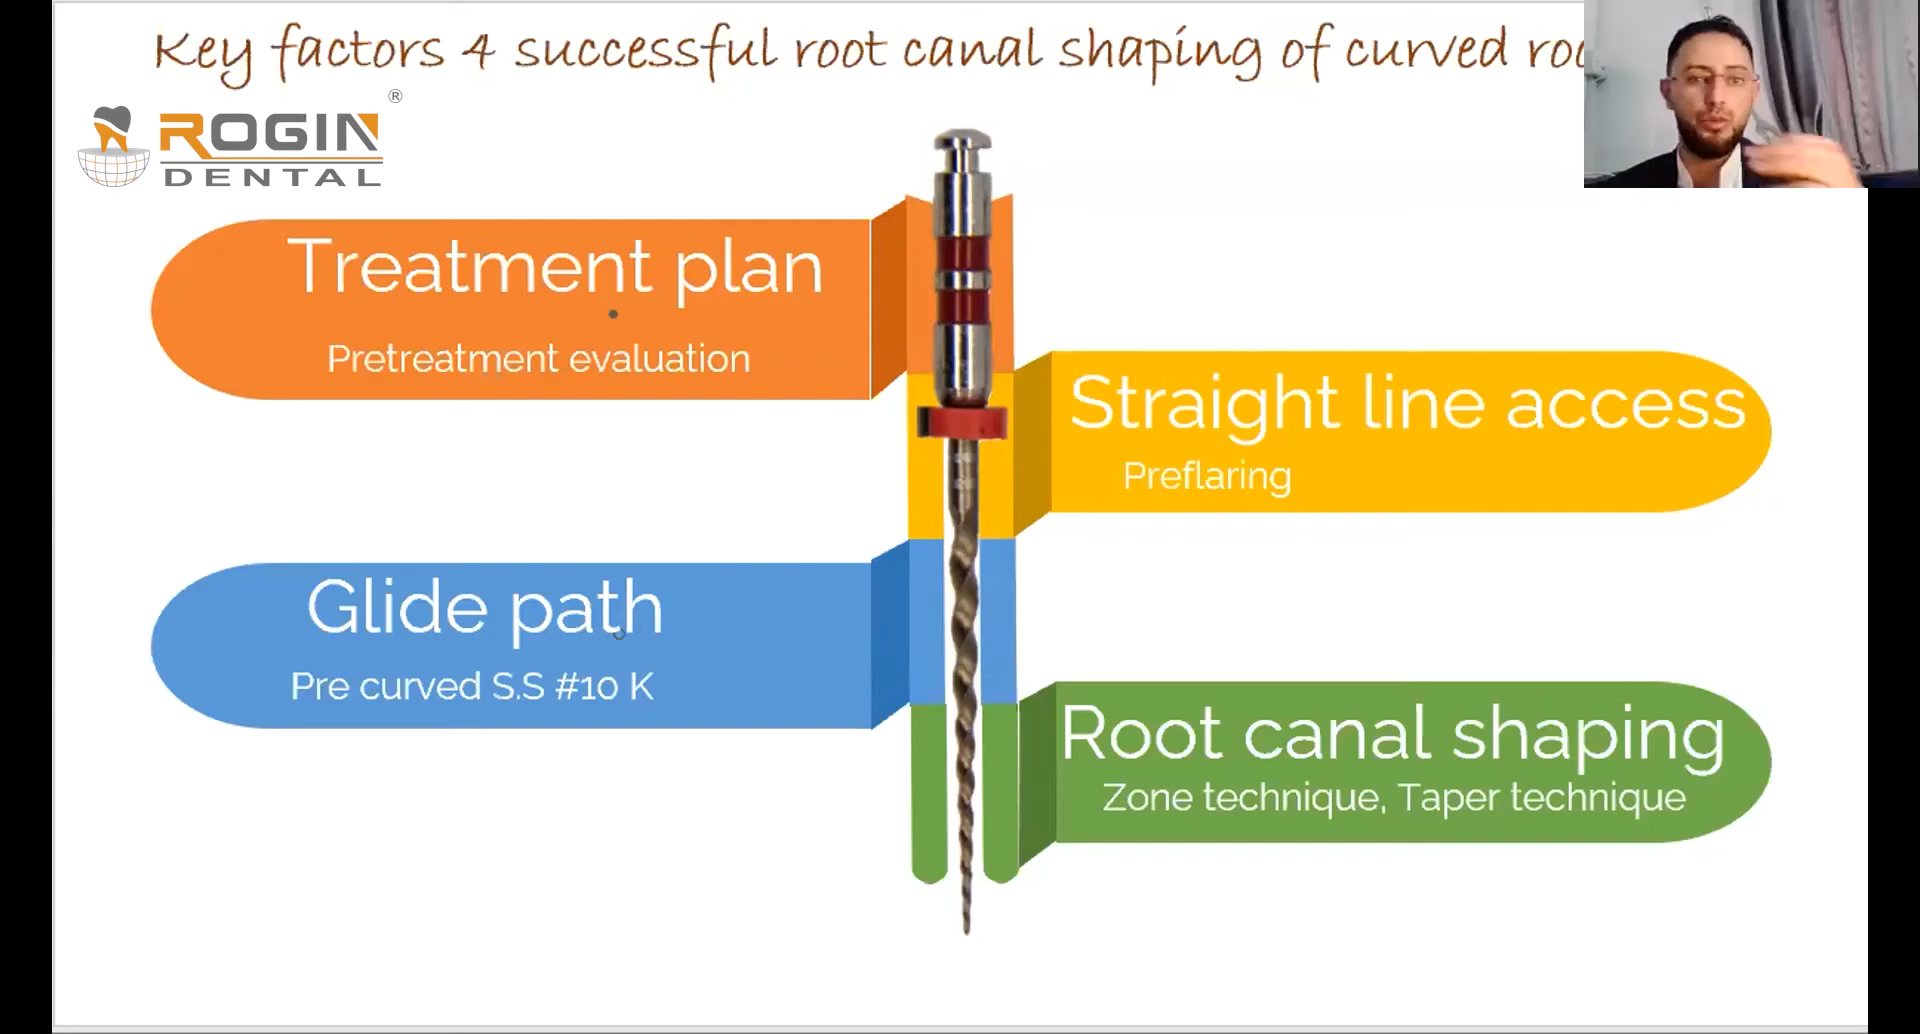 Key factors 4 successful root canal shaping of curved
®
ROGIN
DENTAL
Treatment plan
Pretreatment evaluation
Straight line access
Preflaring
Glide path
Pre curved S.S #10 K
Root canal shaping
Zone technique, Taper technique